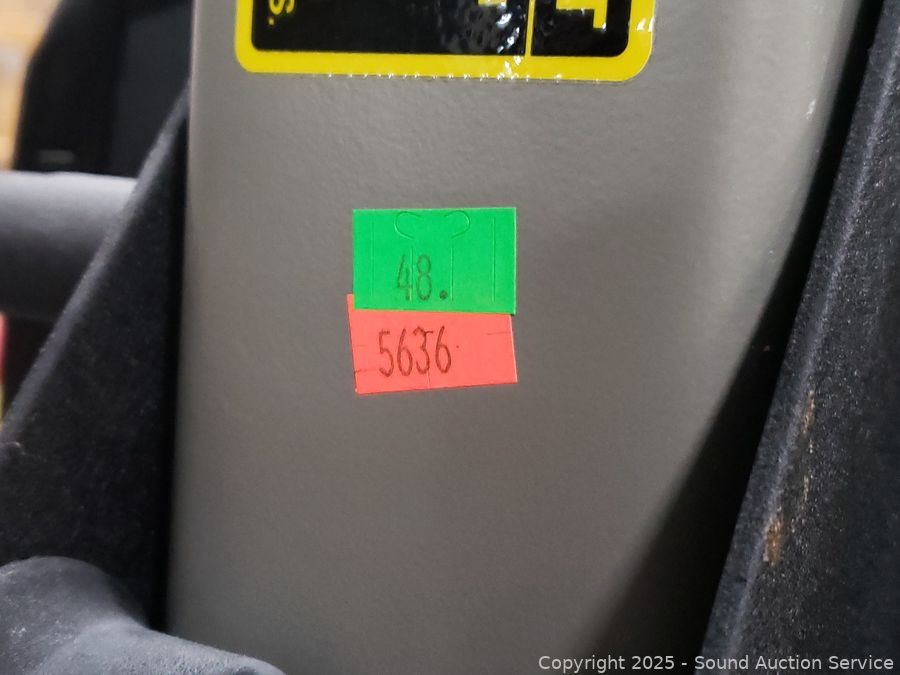 S.
T
48.
5636
Copyright © 2025 - Sound Auction Service